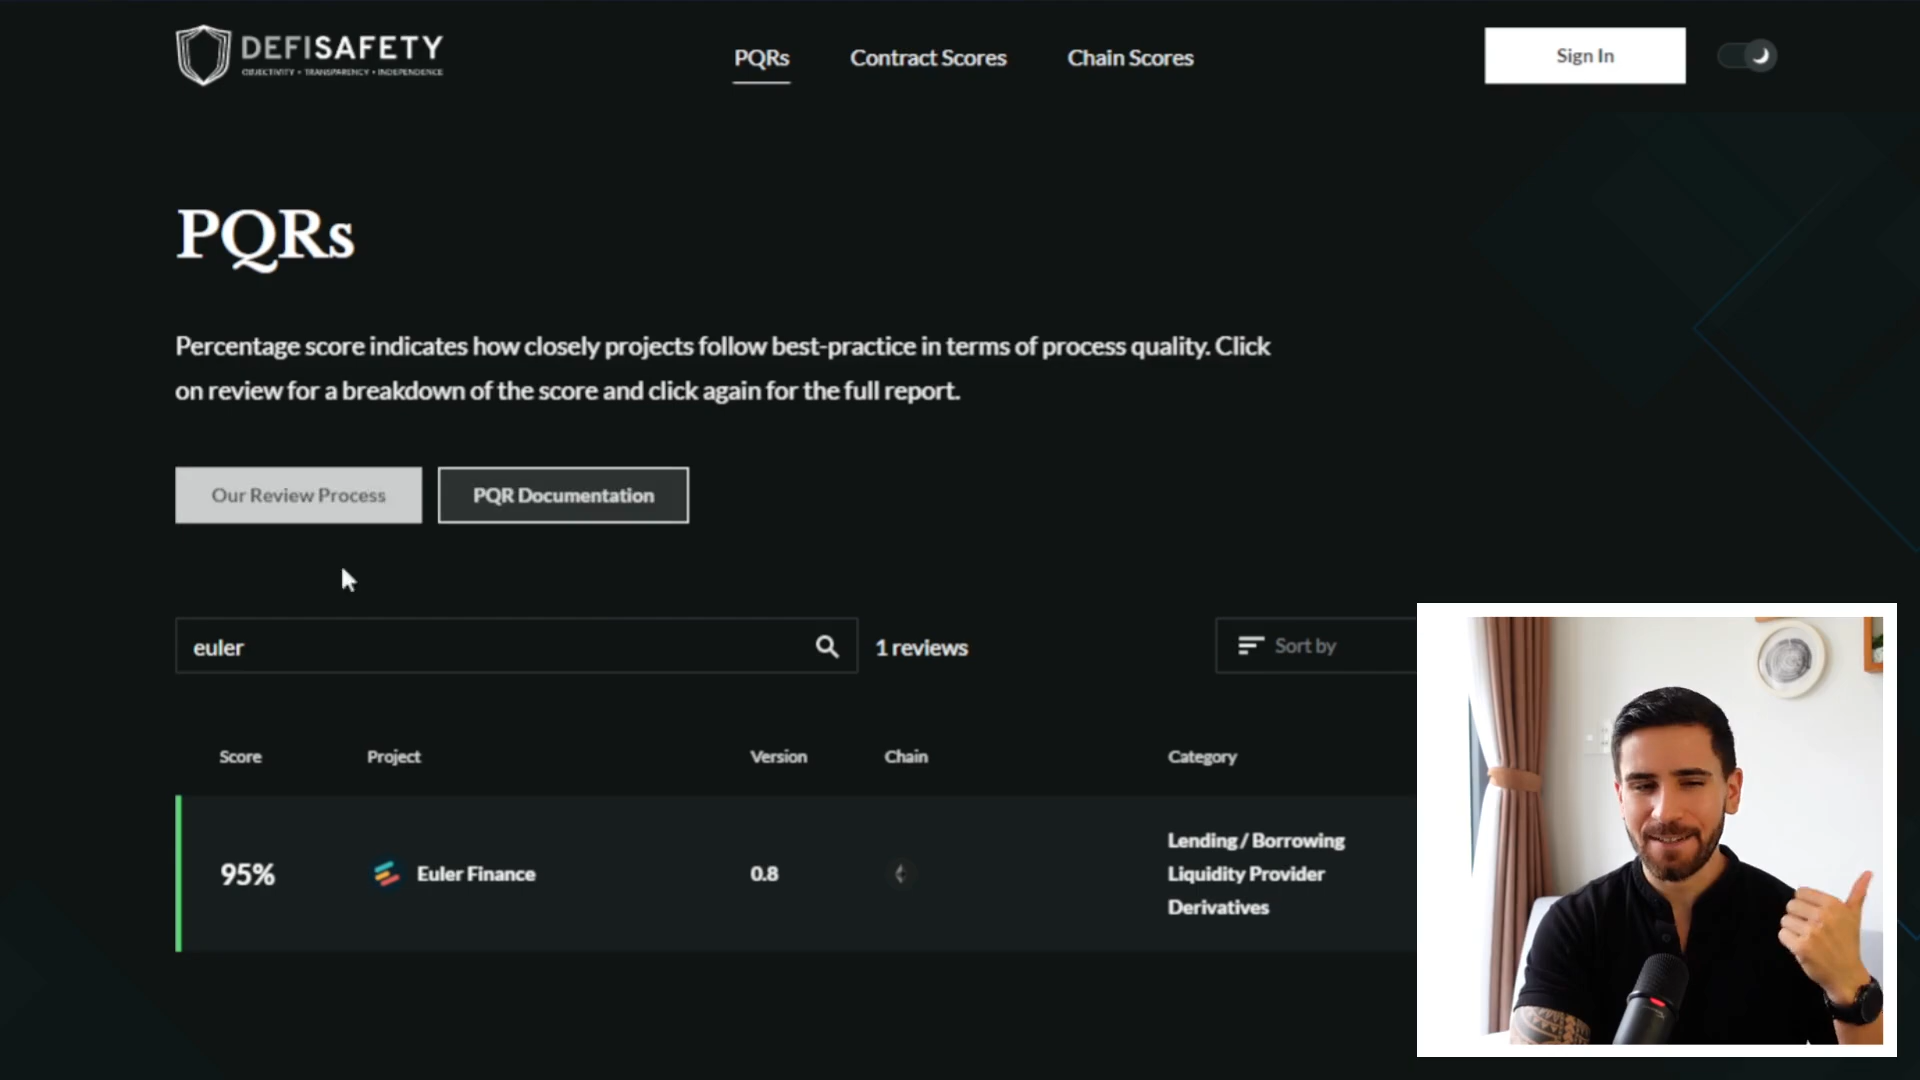 DEFISAFETY
OBJECTIVITY • TRANSPARENCY • INDEPENDENCE
PQRs
Contract Scores
Chain Scores
Sign In
PQRs
Percentage score indicates how closely projects follow best-practice in terms of process quality. Click
on review for a breakdown of the score and click again for the full report.
Our Review Process
PQR Documentation
euler
1 reviews
Sort by
Score
Project
Version
Chain
Category
95%
Euler Finance
0.8
Lending / Borrowing
Liquidity Provider
Derivatives